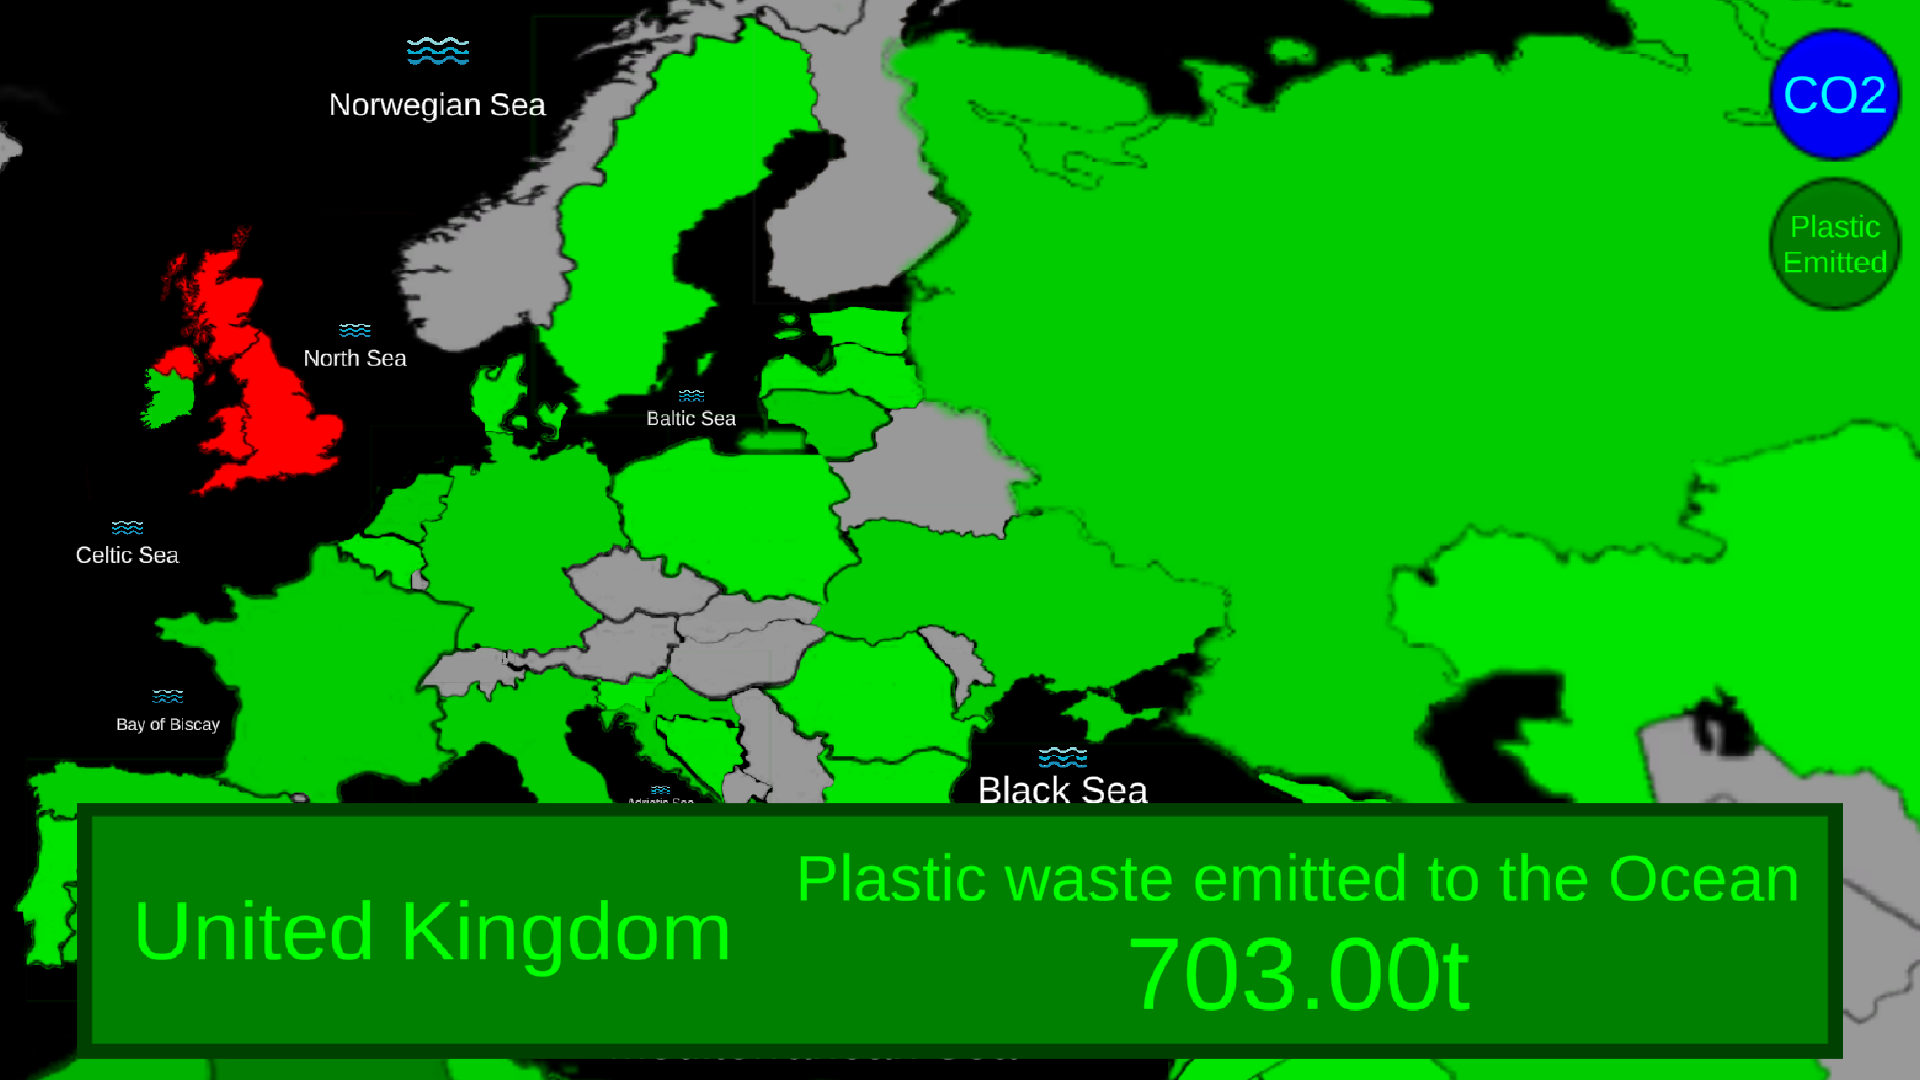 Norwegian Sea
CO2
Plastic
Emitted
North Sea
Baltic Sea
Celtic Sea
Bay of Biscay
Black Sea
Adriatic Sea
United Kingdom
Plastic waste emitted to the Ocean
703.00t